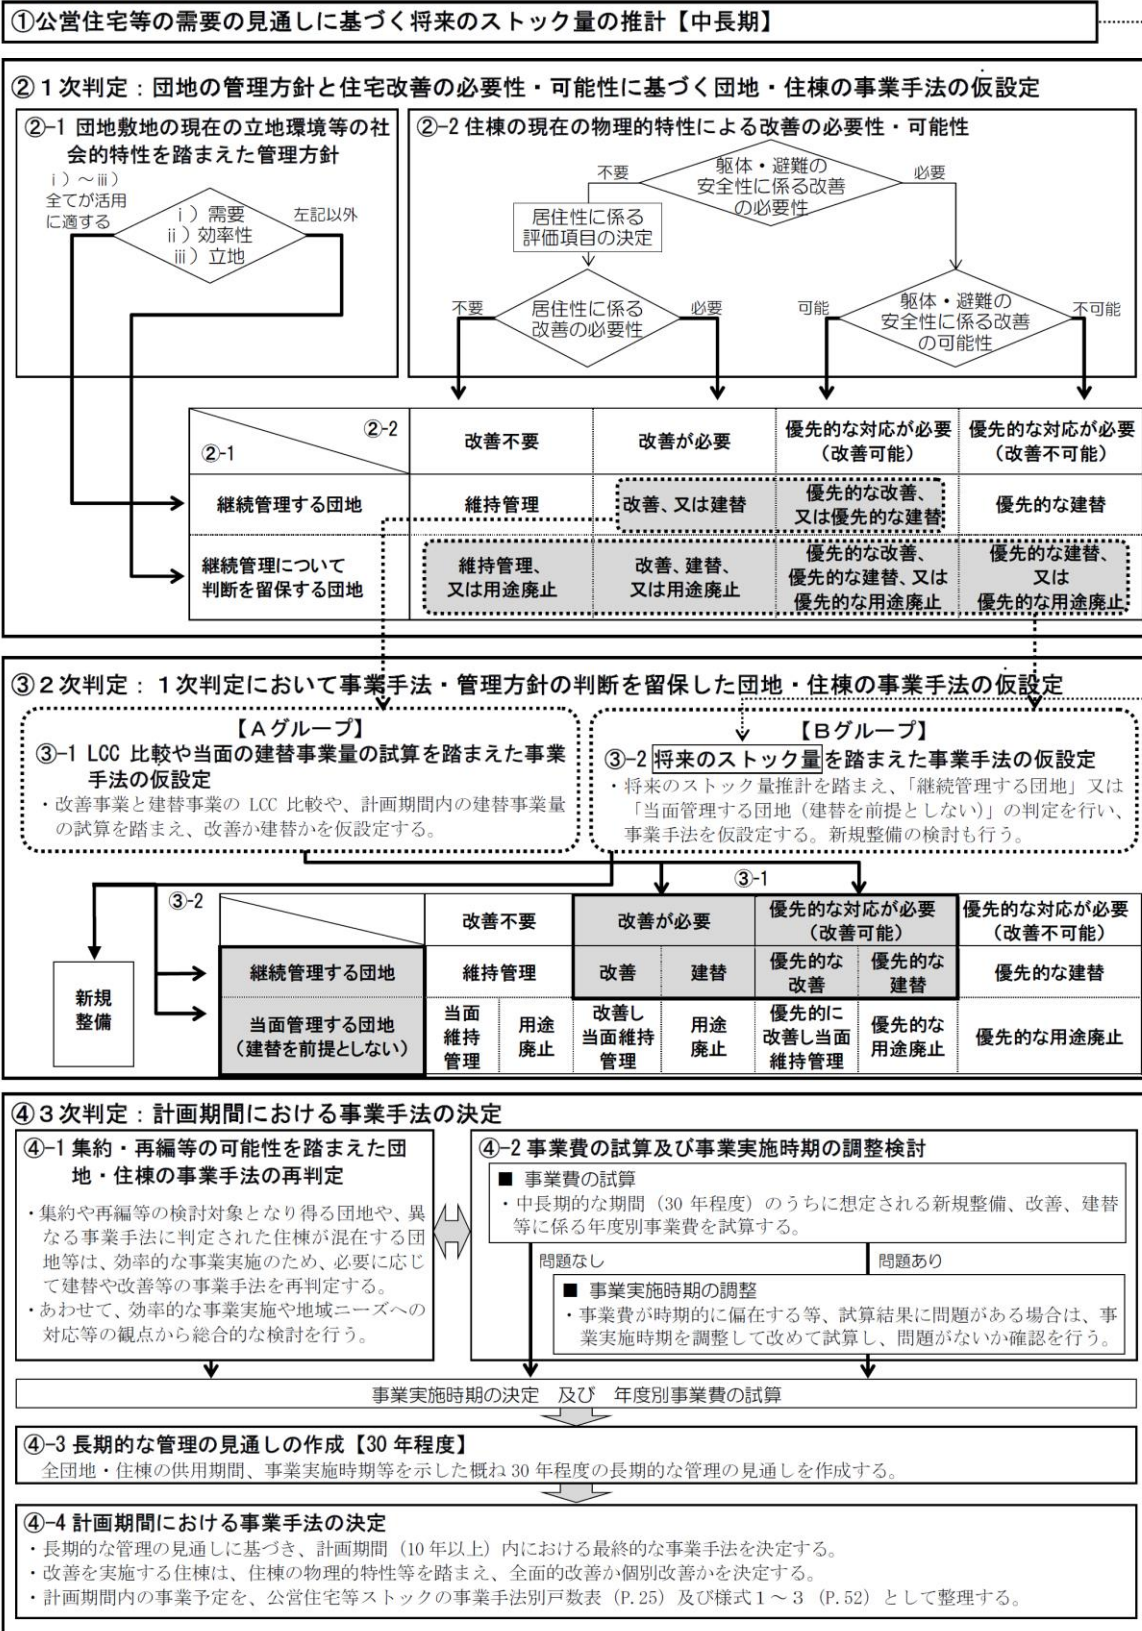 ①公営住宅等の需要の見通しに基づく将来のストック量の推計【中長期】
②１次判定：団地の管理方針と住宅改善の必要性・可能性に基づく団地・住棟の事業手法の仮設定
②-1 団地敷地の現在の立地環境等の社
会的特性を踏まえた管理方針
ⅰ）～ⅲ）
全てが活用
に適する
ⅰ）需要
ⅱ）効率性
ⅲ）立地
左記以外
②-2 住棟の現在の物理的特性による改善の必要性・可能性
不要
躯体・避難の
安全性に係る改善
の必要性
必要
居住性に係る
評価項目の決定
不要
居住性に係る
改善の必要性
必要
可能
躯体・避難の
安全性に係る改善
の可能性
不可能
②-2
②-1
改善不要
改善が必要
優先的な対応が必要
（改善可能）
優先的な対応が必要
（改善不可能）
継続管理する団地
維持管理
改善、又は建替
優先的な改善、
又は優先的な建替
優先的な建替
継続管理について
判断を留保する団地
維持管理、
又は用途廃止
改善、建替、
又は用途廃止
優先的な改善、
優先的な建替、又は
優先的な用途廃止
優先的な建替、
又は
優先的な用途廃止
③２次判定：１次判定において事業手法・管理方針の判断を留保した団地・住棟の事業手法の仮設定
【Ａグループ】
③-1 LCC 比較や当面の建替事業量の試算を踏まえた事業
手法の仮設定
・改善事業と建替事業の LCC 比較や、計画期間内の建替事業量
の試算を踏まえ、改善か建替かを仮設定する。
【Ｂグループ】
③-2 将来のストック量を踏まえた事業手法の仮設定
・将来のストック量推計を踏まえ、「継続管理する団地」又は
「当面管理する団地（建替を前提としない）」の判定を行い、
事業手法を仮設定する。新規整備の検討も行う。
③-1
③-2
改善不要
改善が必要
優先的な対応が必要
（改善可能）
優先的な対応が必要
（改善不可能）
新規
整備
継続管理する団地
維持管理
改善
建替
優先的な
改善
優先的な
建替
優先的な建替
当面管理する団地
（建替を前提としない）
当面
維持
管理
用途
廃止
改善し
当面維持
管理
用途
廃止
優先的に
改善し当面
維持管理
優先的な
用途廃止
優先的な用途廃止
④３次判定：計画期間における事業手法の決定
④-1 集約・再編等の可能性を踏まえた団
地・住棟の事業手法の再判定
・集約や再編等の検討対象となり得る団地や、異
なる事業手法に判定された住棟が混在する団
地等は、効率的な事業実施のため、必要に応じ
て建替や改善等の事業手法を再判定する。
・あわせて、効率的な事業実施や地域ニーズへの
対応等の観点から総合的な検討を行う。
④-2 事業費の試算及び事業実施時期の調整検討
■ 事業費の試算
・中長期的な期間（30 年程度）のうちに想定される新規整備、改善、建替
等に係る年度別事業費を試算する。
問題なし
問題あり
■ 事業実施時期の調整
・事業費が時期的に偏在する等、試算結果に問題がある場合は、事
業実施時期を調整して改めて試算し、問題がないか確認を行う。
事業実施時期の決定　及び　年度別事業費の試算
④-3 長期的な管理の見通しの作成【30 年程度】
全団地・住棟の供用期間、事業実施時期等を示した概ね 30 年程度の長期的な管理の見通しを作成する。
④-4 計画期間における事業手法の決定
・長期的な管理の見通しに基づき、計画期間（10 年以上）内における最終的な事業手法を決定する。
・改善を実施する住棟は、住棟の物理的特性等を踏まえ、全面的改善か個別改善かを決定する。
・計画期間内の事業予定を、公営住宅等ストックの事業手法別戸数表（P.25）及び様式１～３（P.52）として整理する。